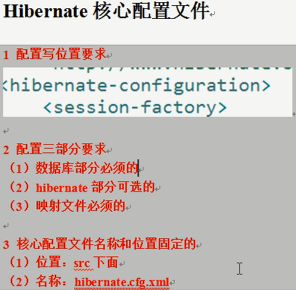 Hibernate 核心配置文件
1 配置写位置要求
<hibernate-configuration>
<session-factory>
2 配置三部分要求
（1）数据库部分必须的
（2）hibernate 部分可选的
（3）映射文件必须的
3 核心配置文件名称和位置固定的
（1）位置：src 下面
（2）名称：hibernate.cfg.xml